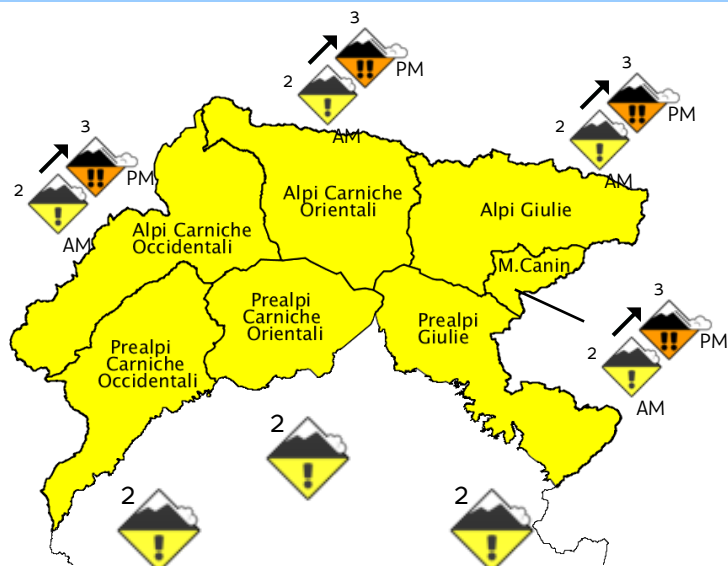 3
2
PM
AM
3
2
PM
AM
3
2
PM
AM
Alpi Carniche
Orientali
Alpi Giulie
Alpi Carniche
Occidentali
M.Canin
Prealpi
Carniche
Orientali
Prealpi
Giulie
Prealpi
Carniche
Occidentali
3
2
PM
AM
2
2
2